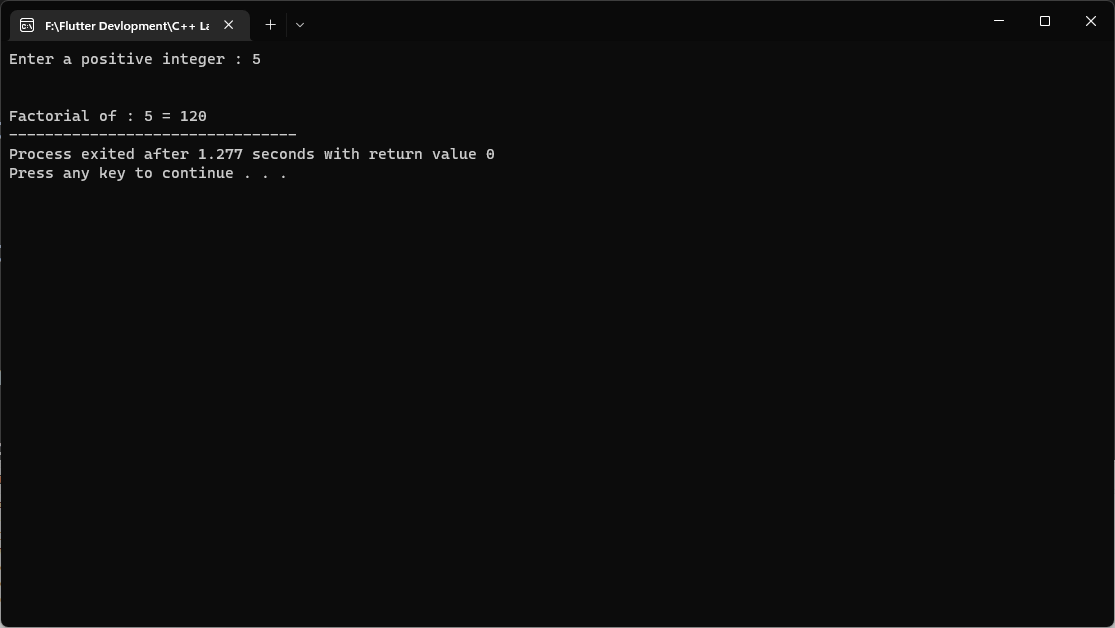 F:\Flutter Devlopment\C++ La
Enter a positive integer : 5
Factorial of : 5 = 120
--------------------------------
Process exited after 1.277 seconds with return value 0
Press any key to continue . . .